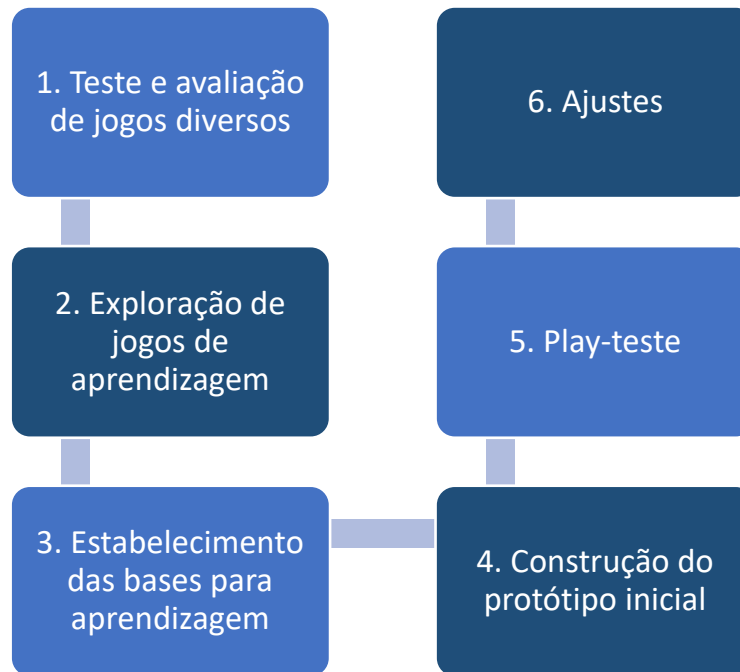 1. Teste e avaliação
de jogos diversos
2. Exploração de
jogos de
aprendizagem
3. Estabelecimento
das bases para
aprendizagem
4. Construção do
protótipo inicial
5. Play-teste
6. Ajustes